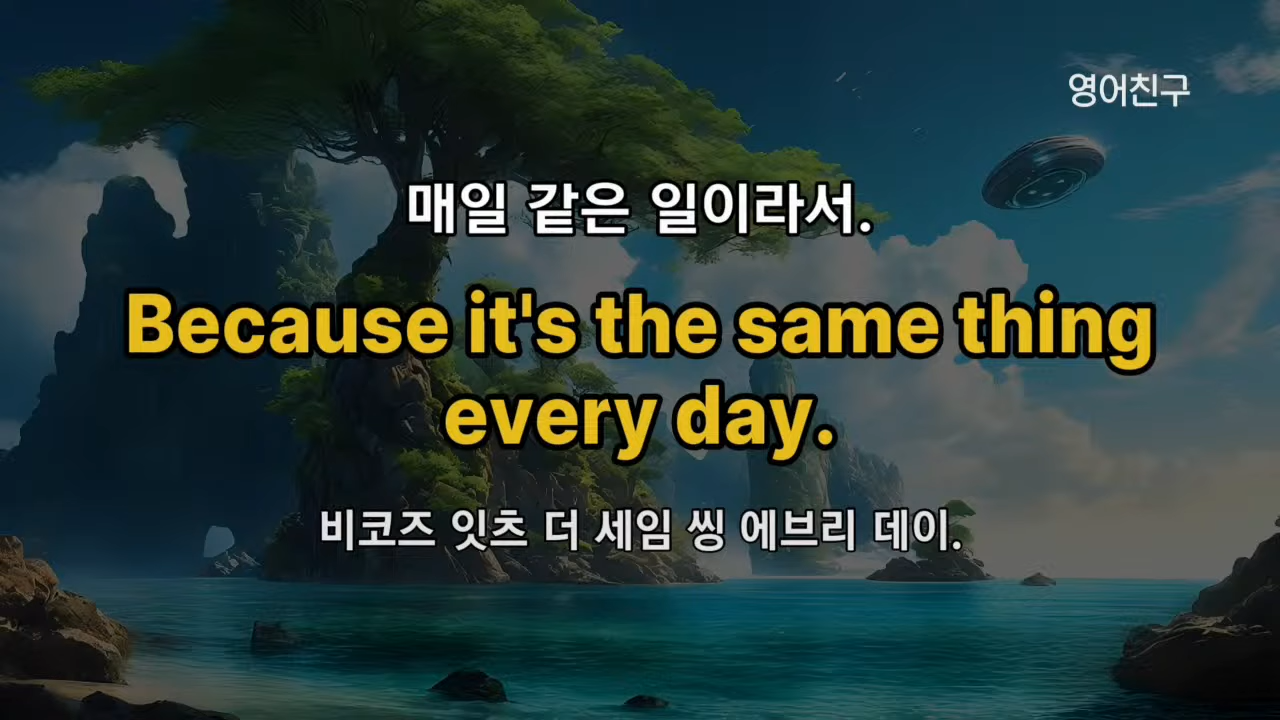 영어친구
매일 같은 일이라서.
Because it's the same thing
every day.
비코즈 잇츠 더 세임 씽 에브리 데이.